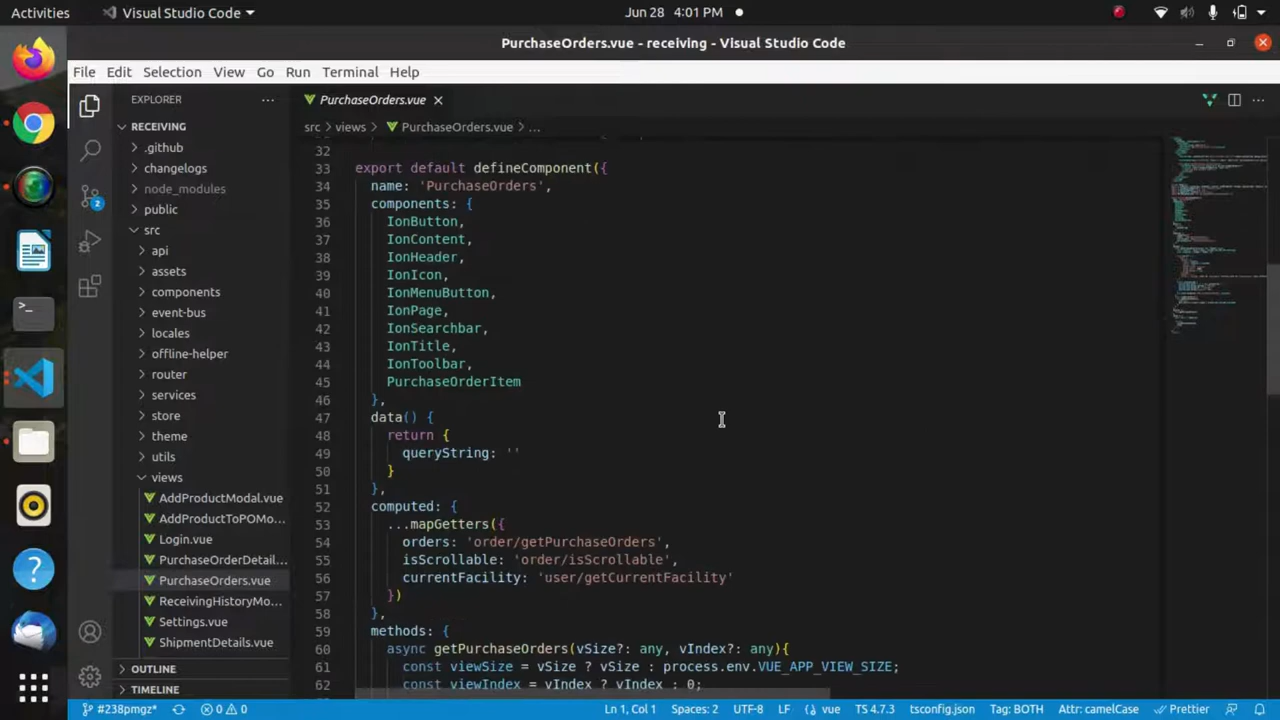 Activities
Visual Studio Code
Jun 28 4:01 PM
PurchaseOrders.vue - receiving - Visual Studio Code
File Edit Selection View Go Run Terminal Help
EXPLORER
PurchaseOrders.vue
src > views > PurchaseOrders.vue > ...
RECEIVING
.github
changelogs
node_modules
public
src
api
assets
components
event-bus
locales
offline-helper
router
services
store
theme
utils
views
AddProductModal.vue
AddProductToPOMo...
Login.vue
PurchaseOrderDetail...
PurchaseOrders.vue
ReceivingHistoryMo...
Settings.vue
ShipmentDetails.vue
OUTLINE
TIMELINE
2
32
33 export default defineComponent({
34 name: 'PurchaseOrders',
35 components: {
36 IonButton,
37 IonContent,
38 IonHeader,
39 IonIcon,
40 IonMenuButton,
41 IonPage,
42 IonSearchbar,
43 IonTitle,
44 IonToolbar,
45 PurchaseOrderItem
46 },
47 data() {
48 return {
49 queryString: ''
50 }
51 },
52 computed: {
53 ...mapGetters({
54 orders: 'order/getPurchaseOrders',
55 isScrollable: 'order/isScrollable',
56 currentFacility: 'user/getCurrentFacility'
57 })
58 },
59 methods: {
60 async getPurchaseOrders(vSize?: any, vIndex?: any){
61 const viewSize = vSize ? vSize : process.env.VUE_APP_VIEW_SIZE;
62 const viewIndex = vIndex ? vIndex : 0;
#238pmgz* 0 0 Ln 1, Col 1 Spaces: 2 UTF-8 LF {} vue TS 4.7.3 tsconfig.json Tag: BOTH Attr: camelCase Prettier